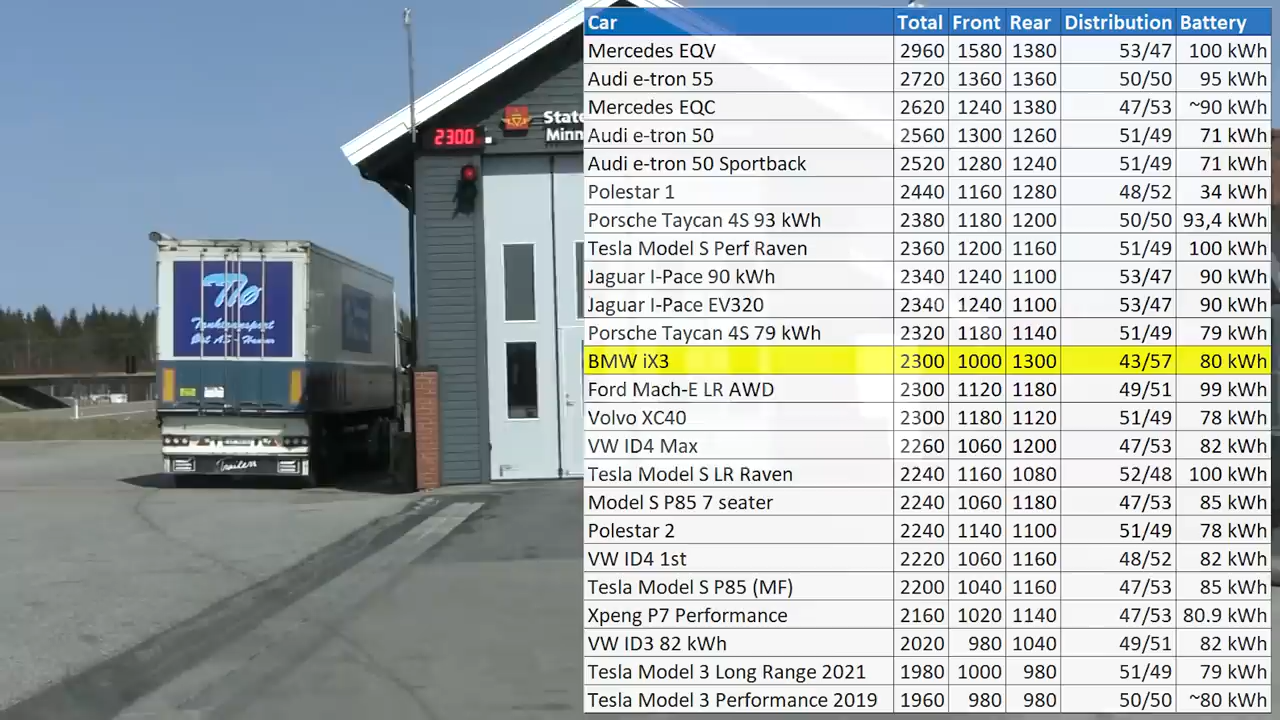 2300
State
Minn
Tlø
Tanktransport
Øst AS - Hamar
Trailer
Car Total Front Rear Distribution Battery
Mercedes EQV 2960 1580 1380 53/47 100 kWh
Audi e-tron 55 2720 1360 1360 50/50 95 kWh
Mercedes EQC 2620 1240 1380 47/53 ~90 kWh
Audi e-tron 50 2560 1300 1260 51/49 71 kWh
Audi e-tron 50 Sportback 2520 1280 1240 51/49 71 kWh
Polestar 1 2440 1160 1280 48/52 34 kWh
Porsche Taycan 4S 93 kWh 2380 1180 1200 50/50 93,4 kWh
Tesla Model S Perf Raven 2360 1200 1160 51/49 100 kWh
Jaguar I-Pace 90 kWh 2340 1240 1100 53/47 90 kWh
Jaguar I-Pace EV320 2340 1240 1100 53/47 90 kWh
Porsche Taycan 4S 79 kWh 2320 1180 1140 51/49 79 kWh
BMW iX3 2300 1000 1300 43/57 80 kWh
Ford Mach-E LR AWD 2300 1120 1180 49/51 99 kWh
Volvo XC40 2300 1180 1120 51/49 78 kWh
VW ID4 Max 2260 1060 1200 47/53 82 kWh
Tesla Model S LR Raven 2240 1160 1080 52/48 100 kWh
Model S P85 7 seater 2240 1060 1180 47/53 85 kWh
Polestar 2 2240 1140 1100 51/49 78 kWh
VW ID4 1st 2220 1060 1160 48/52 82 kWh
Tesla Model S P85 (MF) 2200 1040 1160 47/53 85 kWh
Xpeng P7 Performance 2160 1020 1140 47/53 80.9 kWh
VW ID3 82 kWh 2020 980 1040 49/51 82 kWh
Tesla Model 3 Long Range 2021 1980 1000 980 51/49 79 kWh
Tesla Model 3 Performance 2019 1960 980 980 50/50 ~80 kWh